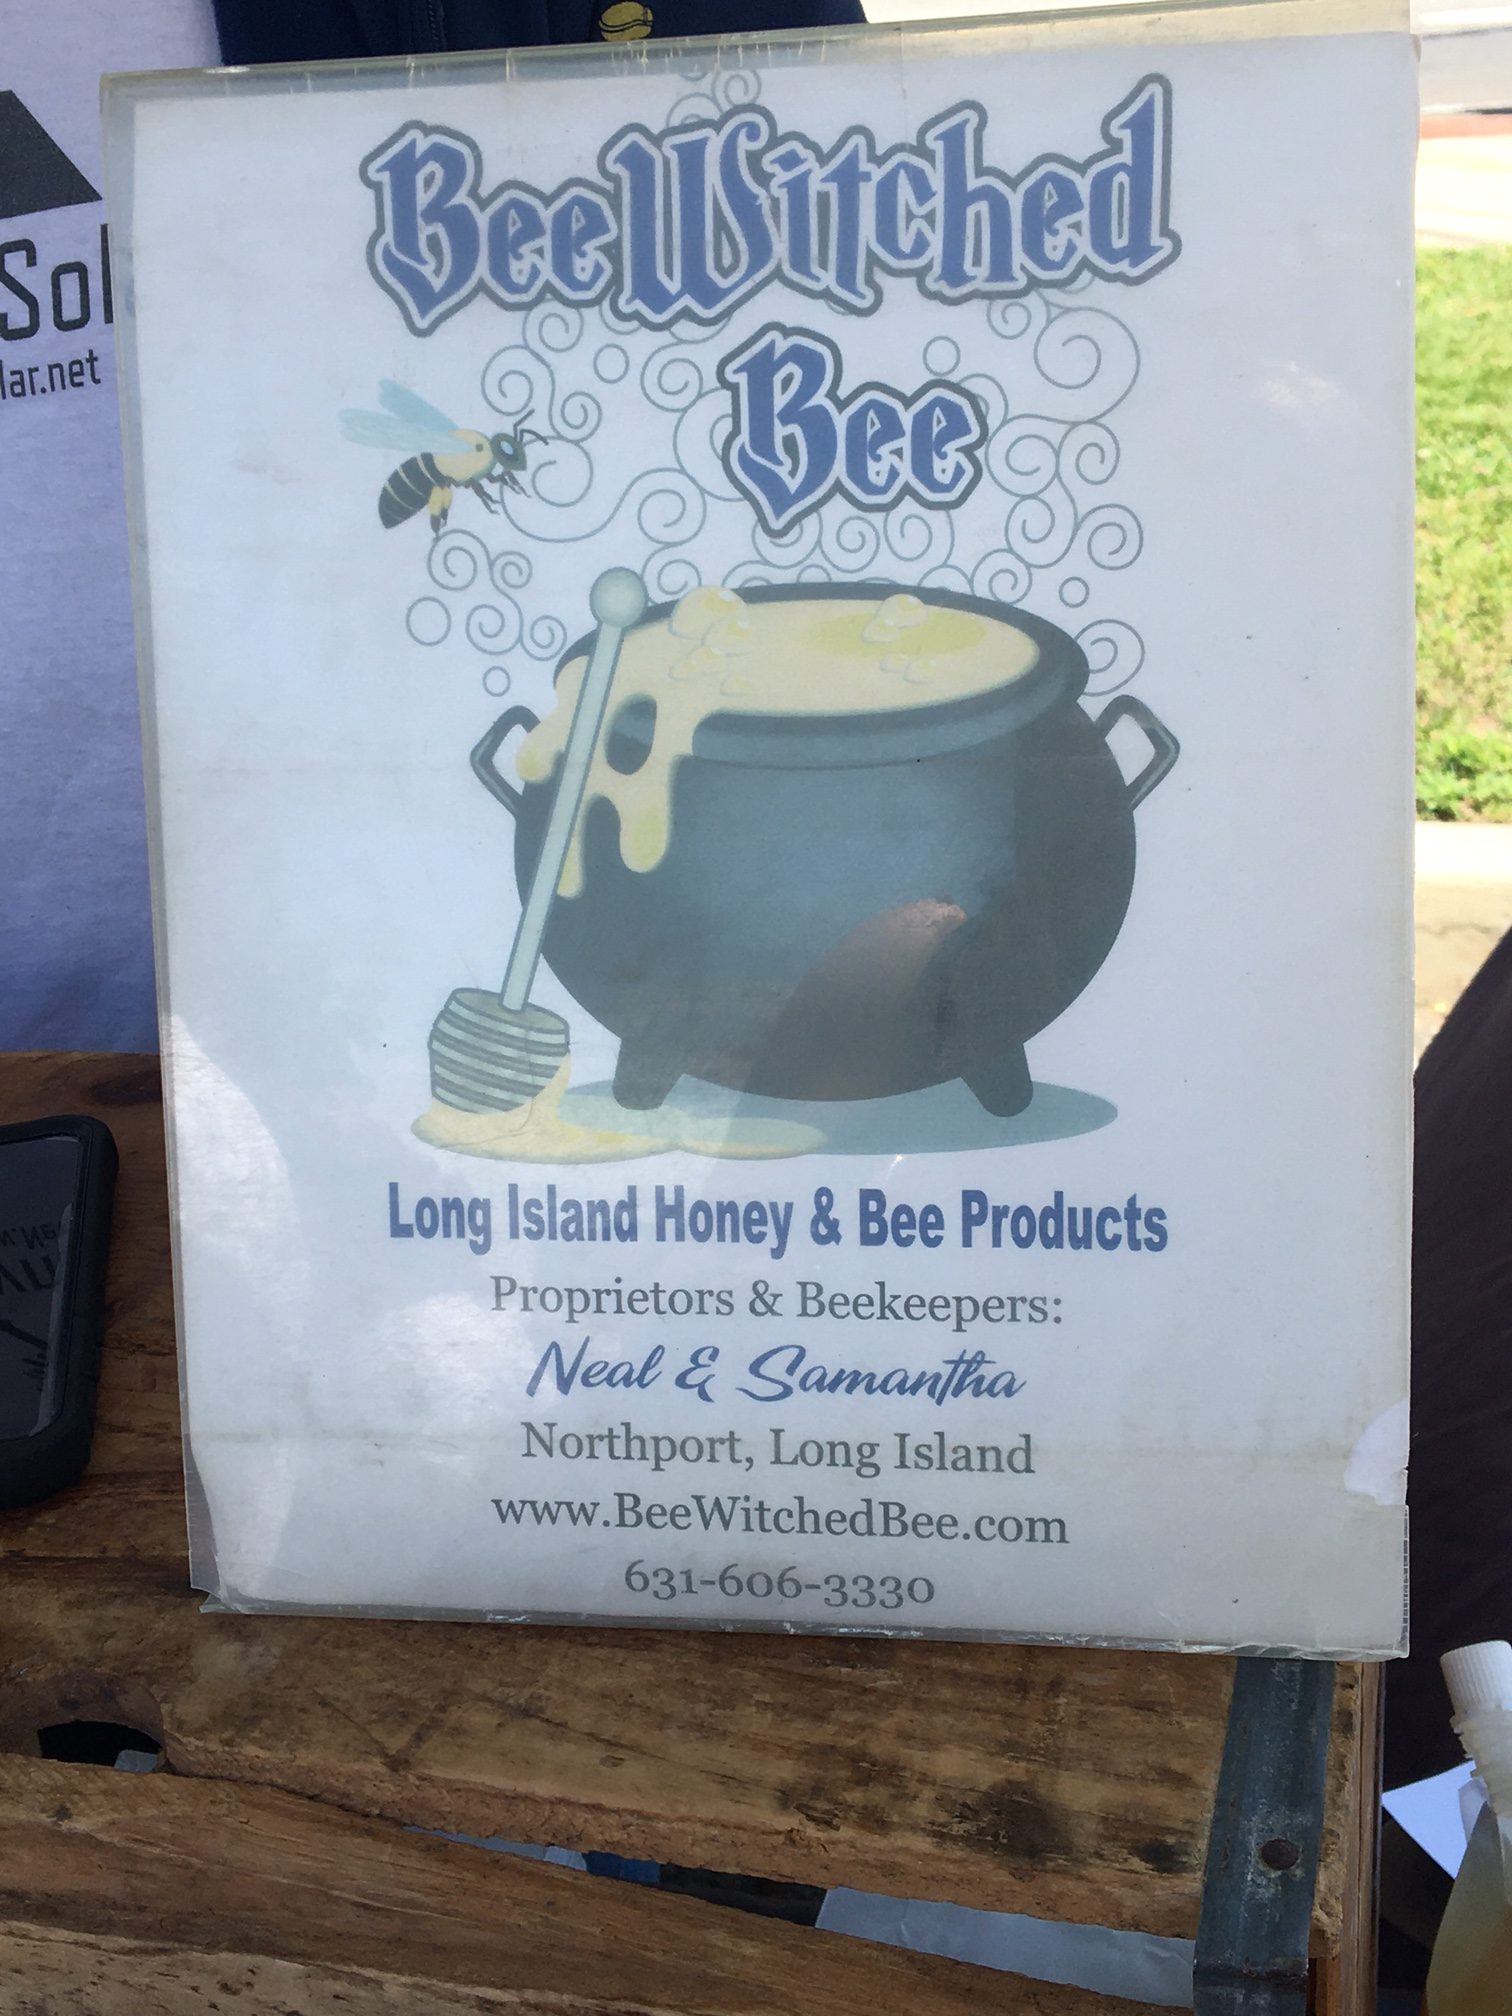 BeeWitched
Bee
Long Island Honey & Bee Products
Proprietors & Beekeepers:
Neal & Samantha
Northport, Long Island
www.BeeWitchedBee.com
631-606-3330
Sol
lar.net